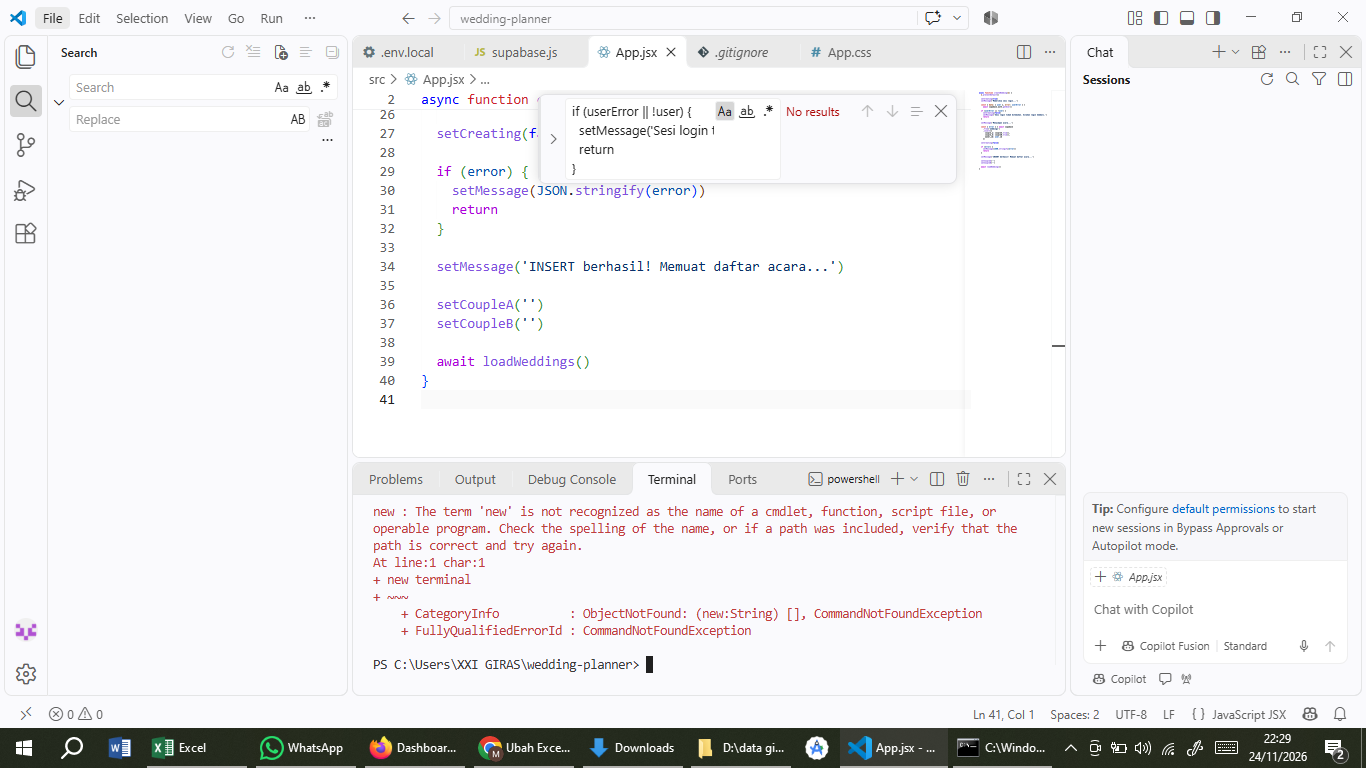 File Edit Selection View Go Run ···
wedding-planner
Search
Search
Aa ab .*
Replace
AB
···
.env.local
JS supabase.js
App.jsx
.gitignore
# App.css
src > App.jsx > ...
2 async function
if (userError || !user) {
setMessage('Sesi login t
return
}
Aa ab .*
No results
26
27 setCreating(fa
28
29 if (error) {
30 setMessage(JSON.stringify(error))
31 return
32 }
33
34 setMessage('INSERT berhasil! Memuat daftar acara...')
35
36 setCoupleA('')
37 setCoupleB('')
38
39 await loadWeddings()
40 }
41
Problems Output Debug Console Terminal Ports
powershell
new : The term 'new' is not recognized as the name of a cmdlet, function, script file, or
operable program. Check the spelling of the name, or if a path was included, verify that the
path is correct and try again.
At line:1 char:1
+ new terminal
+ ~~~
+ CategoryInfo : ObjectNotFound: (new:String) [], CommandNotFoundException
+ FullyQualifiedErrorId : CommandNotFoundException
PS C:\Users\XXI GIRAS\wedding-planner>
Chat
Sessions
Tip: Configure default permissions to start
new sessions in Bypass Approvals or
Autopilot mode.
App.jsx
Chat with Copilot
Copilot Fusion | Standard
Copilot
0 0
Ln 41, Col 1 Spaces: 2 UTF-8 LF { } JavaScript JSX
Excel
WhatsApp
Dashboar...
Ubah Exce...
Downloads
D:\data gi...
App.jsx - ...
C:\Windo...
22:29
24/11/2026
2